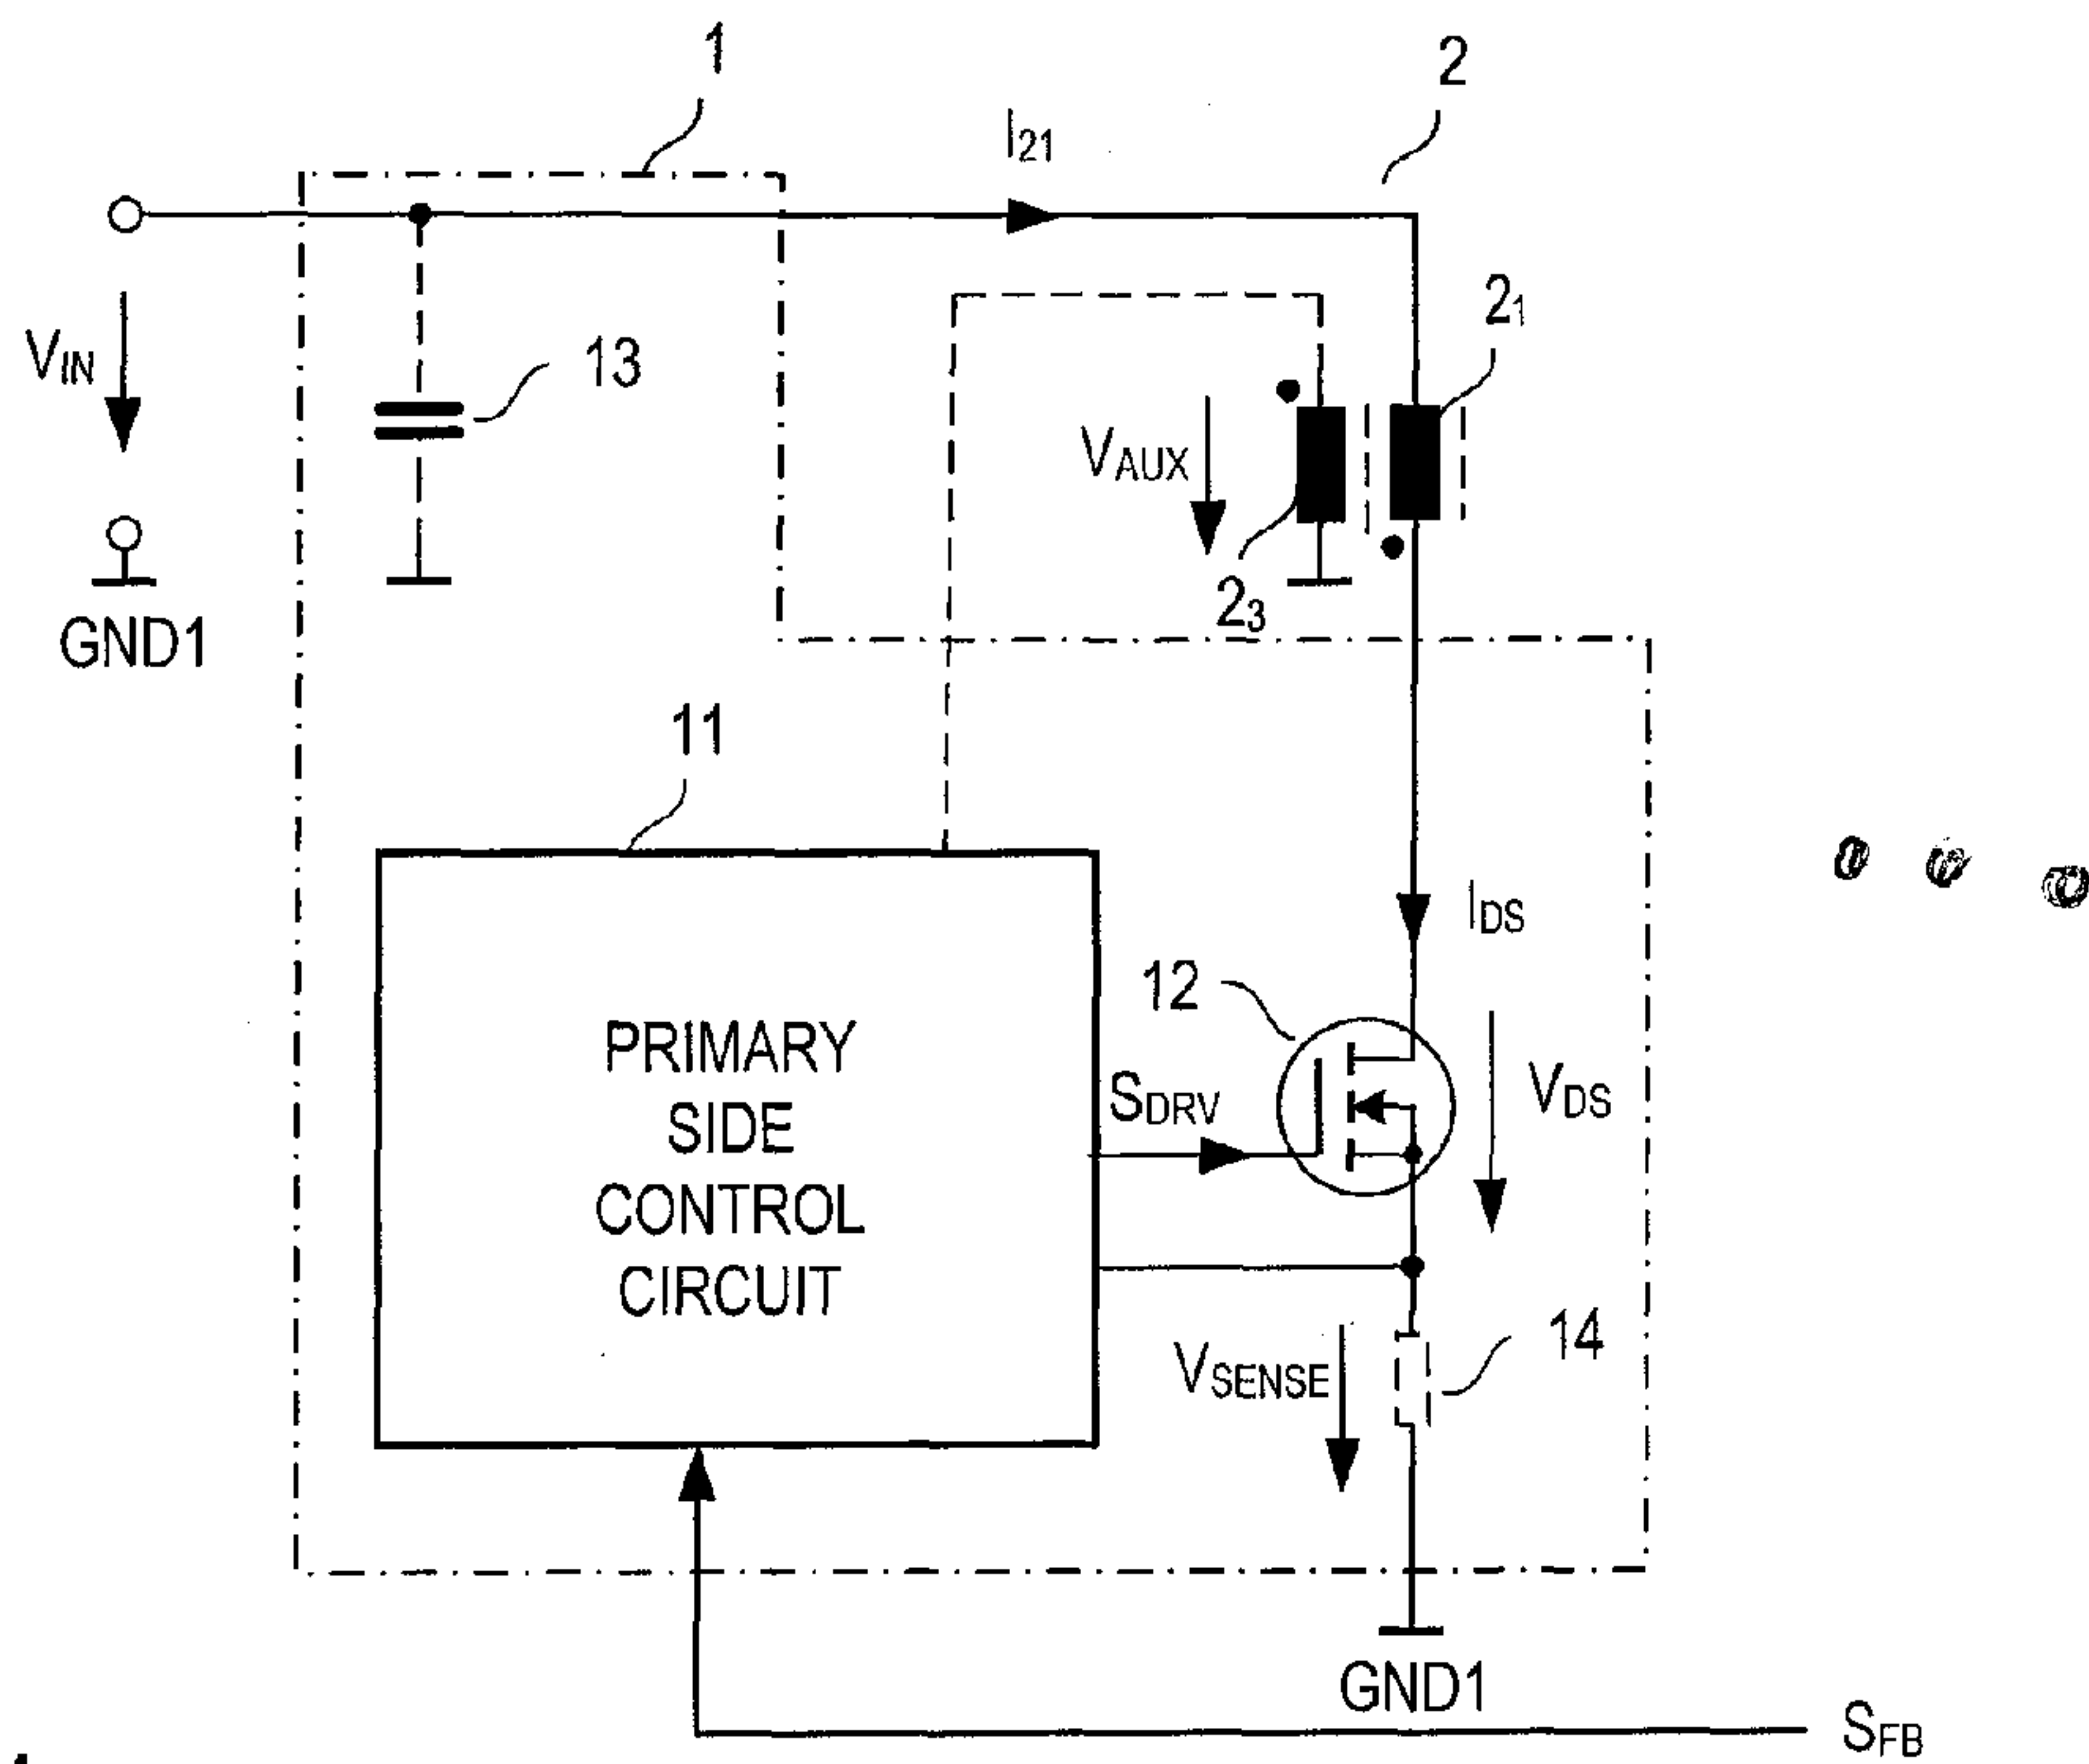 1
2
I21
21
VIN
13
VAUX
23
GND1
11
IDS
12
PRIMARY
SIDE
CONTROL
CIRCUIT
SDRV
VDS
VSENSE
14
GND1
SFB